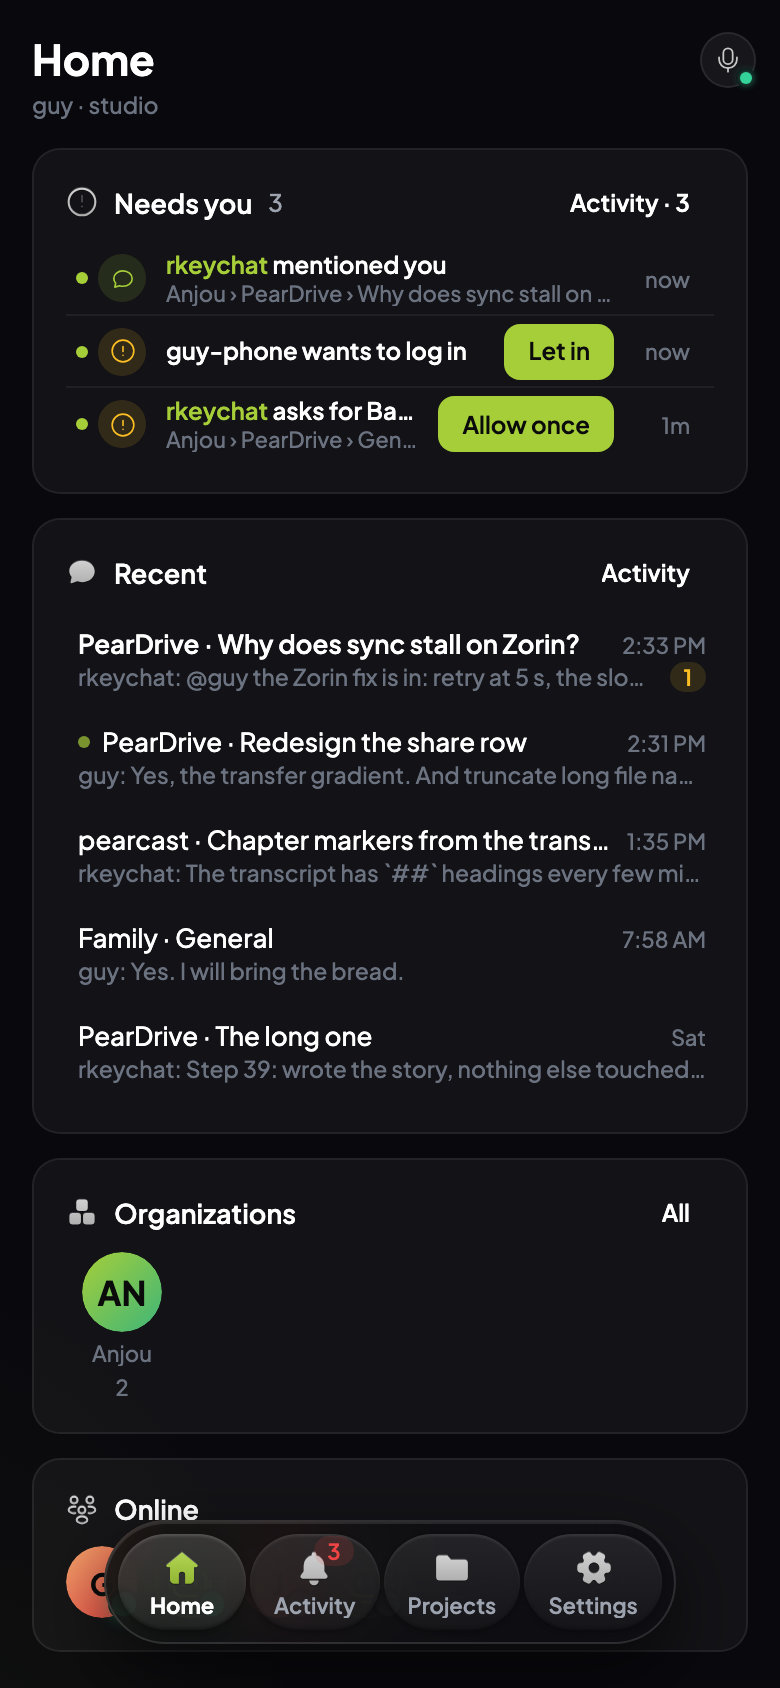 Home
guy · studio
Needs you 3
Activity · 3
rkeychat mentioned you
Anjou › PearDrive › Why does sync stall on ...
now
guy-phone wants to log in
Let in
now
rkeychat asks for Ba...
Anjou › PearDrive › Gen...
Allow once
1m
Recent
Activity
PearDrive · Why does sync stall on Zorin?
2:33 PM
rkeychat: @guy the Zorin fix is in: retry at 5 s, the slo...
1
PearDrive · Redesign the share row
2:31 PM
guy: Yes, the transfer gradient. And truncate long file na...
pearcast · Chapter markers from the trans...
1:35 PM
rkeychat: The transcript has `##` headings every few mi...
Family · General
7:58 AM
guy: Yes. I will bring the bread.
PearDrive · The long one
Sat
rkeychat: Step 39: wrote the story, nothing else touched...
Organizations
All
AN
Anjou
2
Online
3
Home
Activity
Projects
Settings